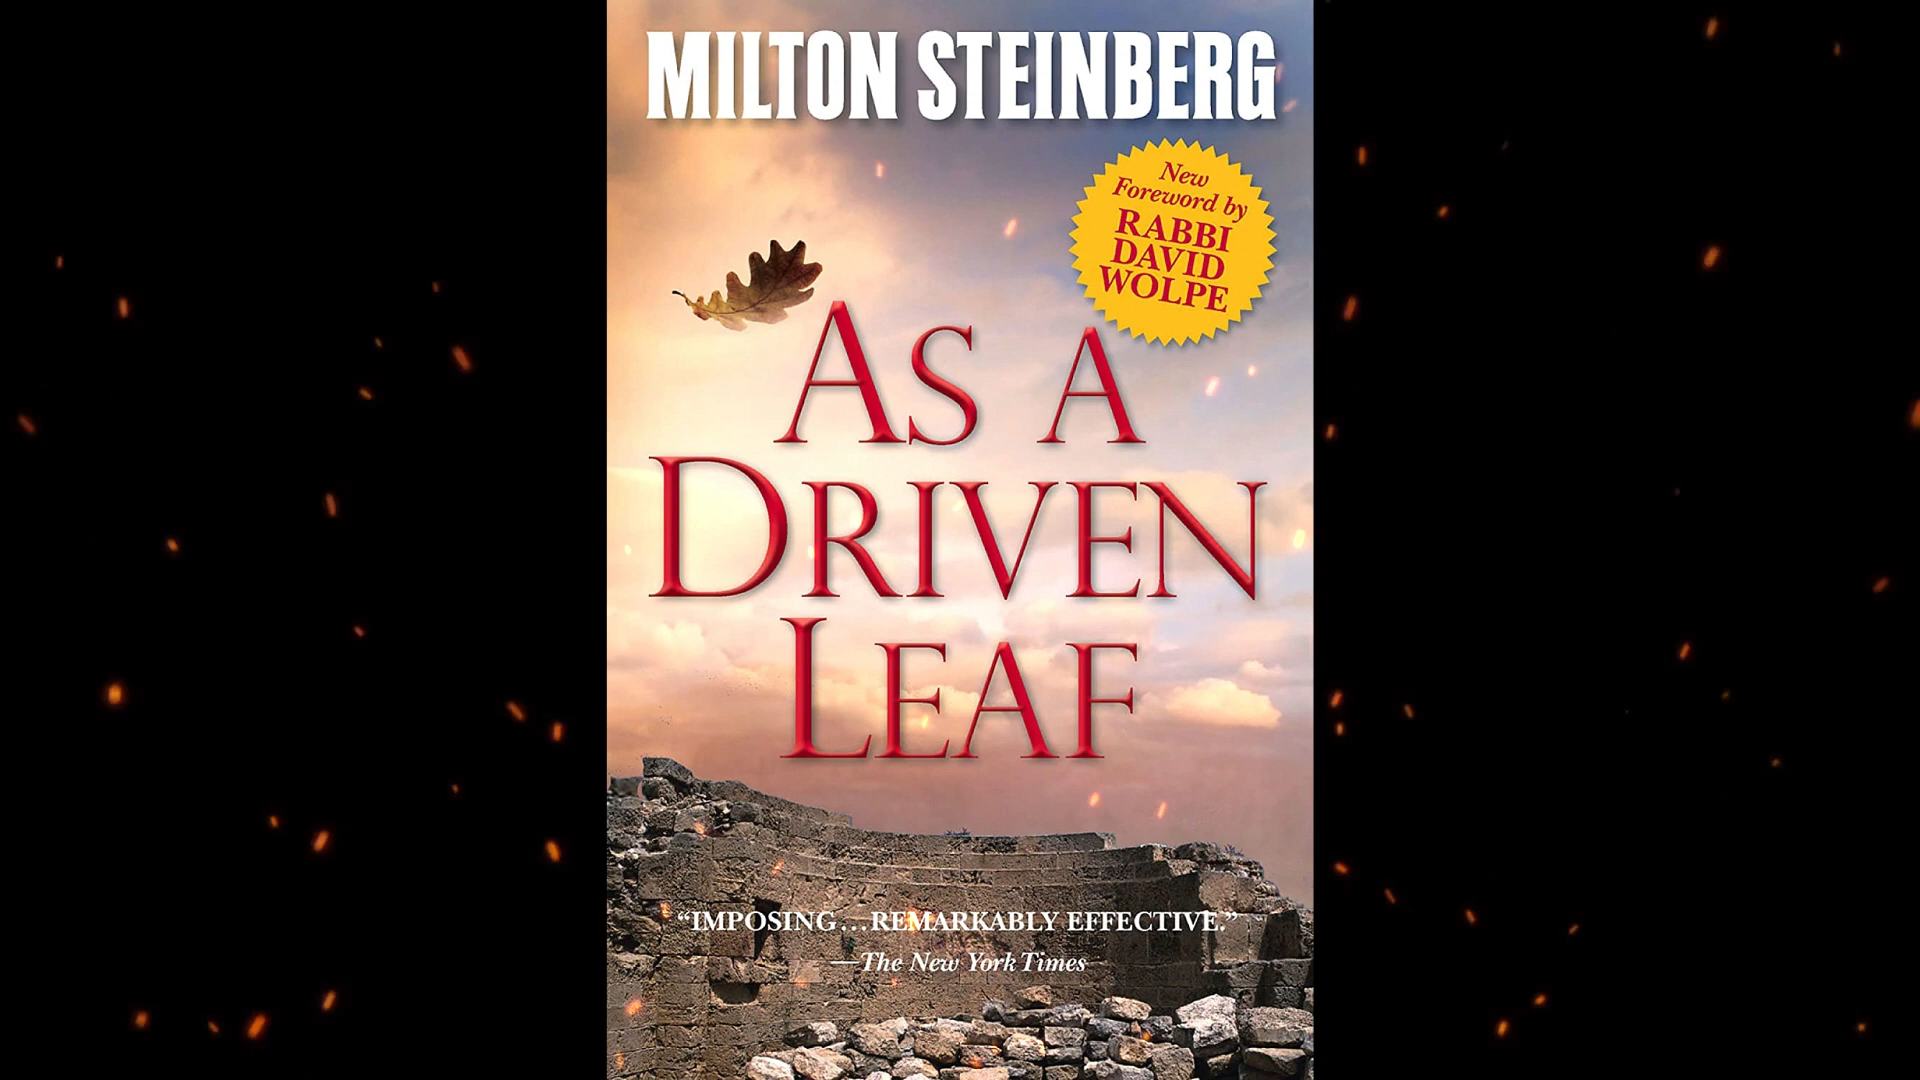 MILTON STEINBERG
New
Foreword by
RABBI
DAVID
WOLPE
AS A
DRIVEN
LEAF
“IMPOSING...REMARKABLY EFFECTIVE.”
—The New York Times